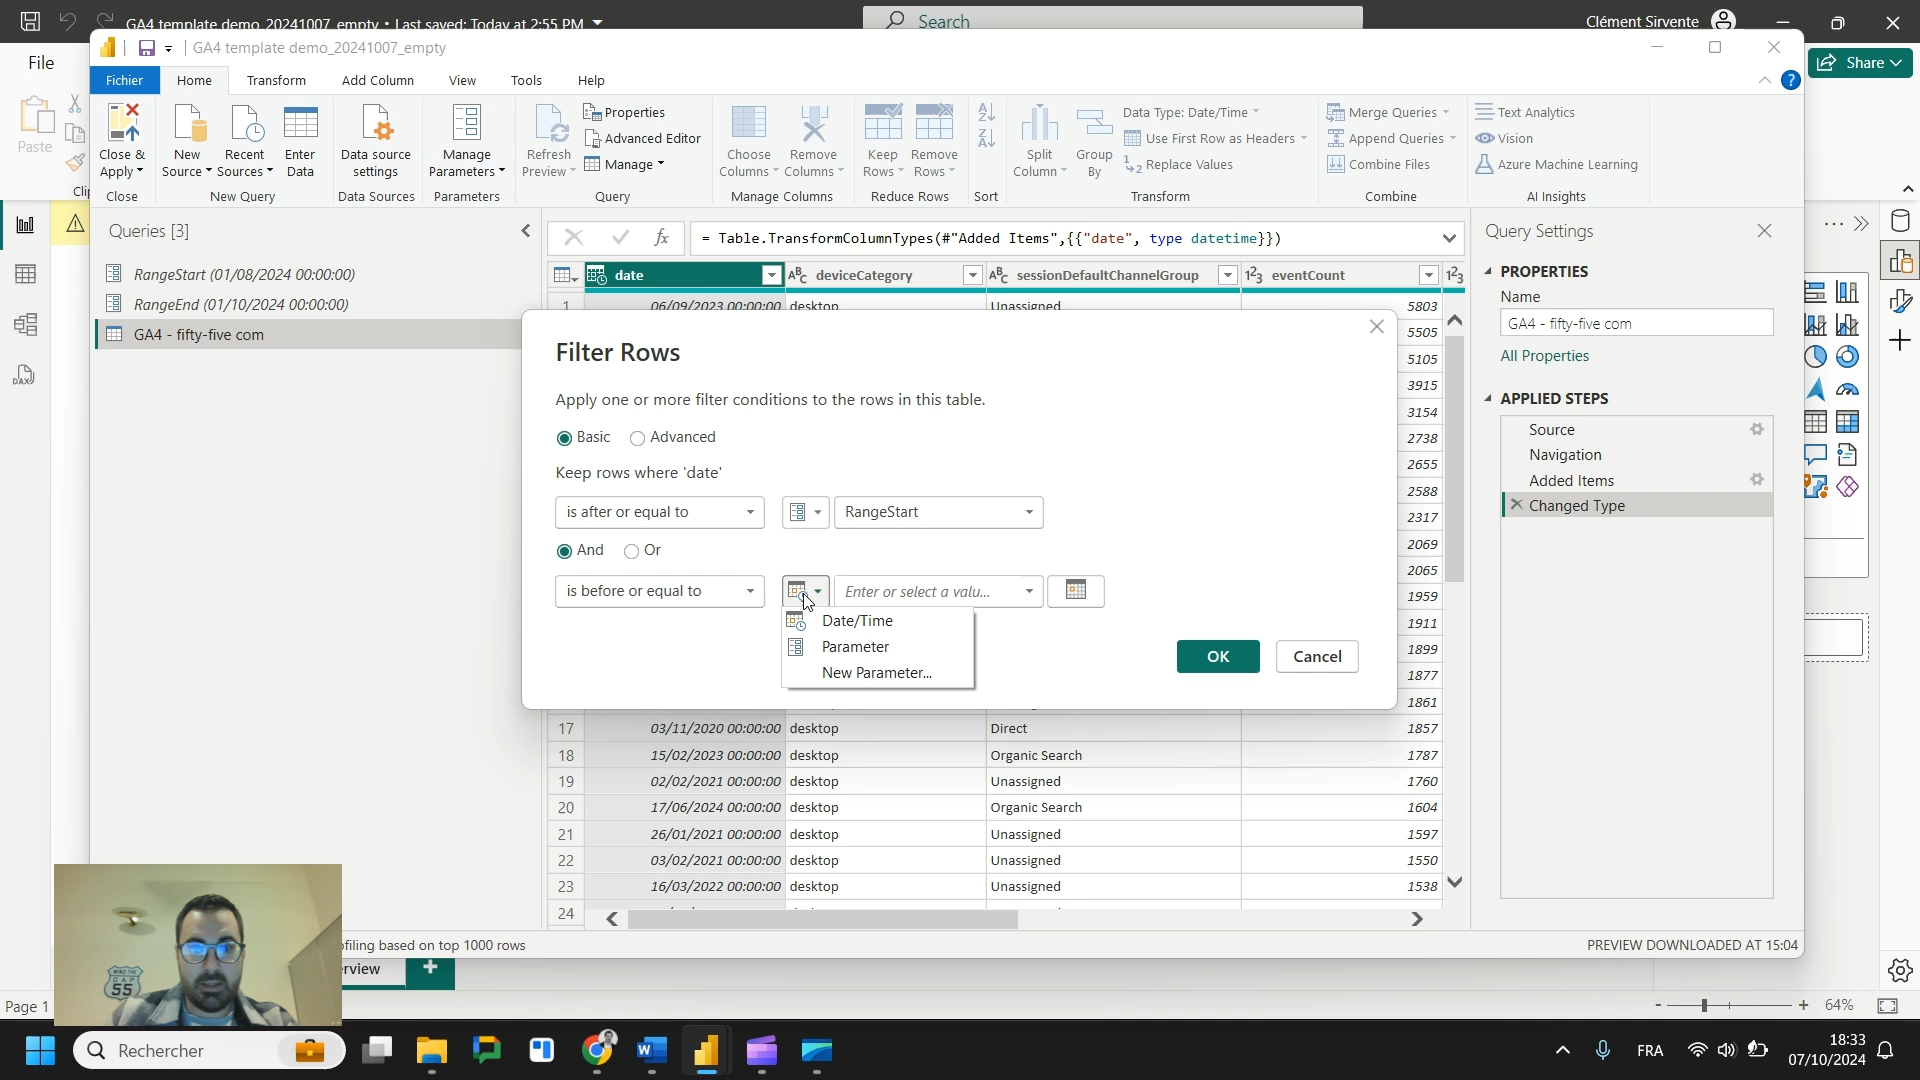 GA4 template demo_20241007_empty • Last saved: Today at 2:55 PM
Search
Clément Sirvente
GA4 template demo_20241007_empty
File
Share
Fichier
Home
Transform
Add Column
View
Tools
Help
Paste
Close &
Apply
New
Source
Recent
Sources
Enter
Data
Data source
settings
Manage
Parameters
Refresh
Preview
Properties
Advanced Editor
Manage
Choose
Columns
Remove
Columns
Keep
Rows
Remove
Rows
Split
Column
Group
By
Data Type: Date/Time
Use First Row as Headers
Replace Values
Merge Queries
Append Queries
Combine Files
Text Analytics
Vision
Azure Machine Learning
Close
New Query
Data Sources
Parameters
Query
Manage Columns
Reduce Rows
Sort
Transform
Combine
AI Insights
Queries [3]
RangeStart (01/08/2024 00:00:00)
RangeEnd (01/10/2024 00:00:00)
GA4 - fifty-five com
= Table.TransformColumnTypes(#"Added Items",{{"date", type datetime}})
date
deviceCategory
sessionDefaultChannelGroup
eventCount
1 06/09/2023 00:00:00 desktop Unassigned 5803
5505
5105
3915
3154
2738
2655
2588
2317
2069
1959
1911
1899
1877
1861
Filter Rows
Apply one or more filter conditions to the rows in this table.
Basic Advanced
Keep rows where 'date'
is after or equal to RangeStart
And Or
is before or equal to Enter or select a valu...
Date/Time
Parameter
New Parameter...
OK Cancel
17 03/11/2020 00:00:00 desktop Direct 1857
18 15/02/2023 00:00:00 desktop Organic Search 1787
19 02/02/2021 00:00:00 desktop Unassigned 1760
20 17/06/2024 00:00:00 desktop Organic Search 1604
21 26/01/2021 00:00:00 desktop Unassigned 1597
22 03/02/2021 00:00:00 desktop Unassigned 1550
23 16/03/2022 00:00:00 desktop Unassigned 1538
24
Query Settings
PROPERTIES
Name
GA4 - fifty-five com
All Properties
APPLIED STEPS
Source
Navigation
Added Items
Changed Type
filing based on top 1000 rows
PREVIEW DOWNLOADED AT 15:04
rview
Page 1
64%
55
Rechercher
FRA
18:33
07/10/2024